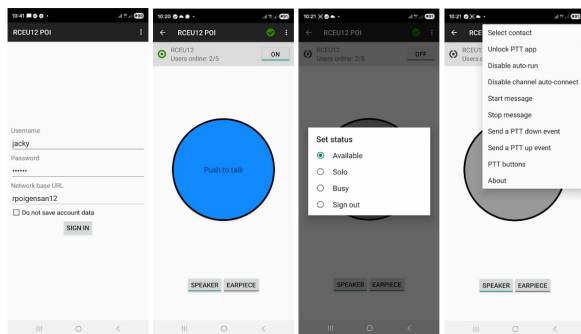 10:41
RCEU12 POI
Username
jacky
Password
••••••
Network base URL
rpoigensan12
Do not save account data
SIGN IN
10:20
RCEU12 POI
RCEU12
Users online: 2/5
ON
Push to talk
SPEAKER EARPIECE
10:21
RCEU12 POI
RCEU12
Users online: 2/5
OFF
Set status
Available
Solo
Busy
Sign out
SPEAKER EARPIECE
10:21
RCE
RCEU1
Users o
Select contact
Unlock PTT app
Disable auto-run
Disable channel auto-connect
Start message
Stop message
Send a PTT down event
Send a PTT up event
PTT buttons
About
SPEAKER EARPIECE